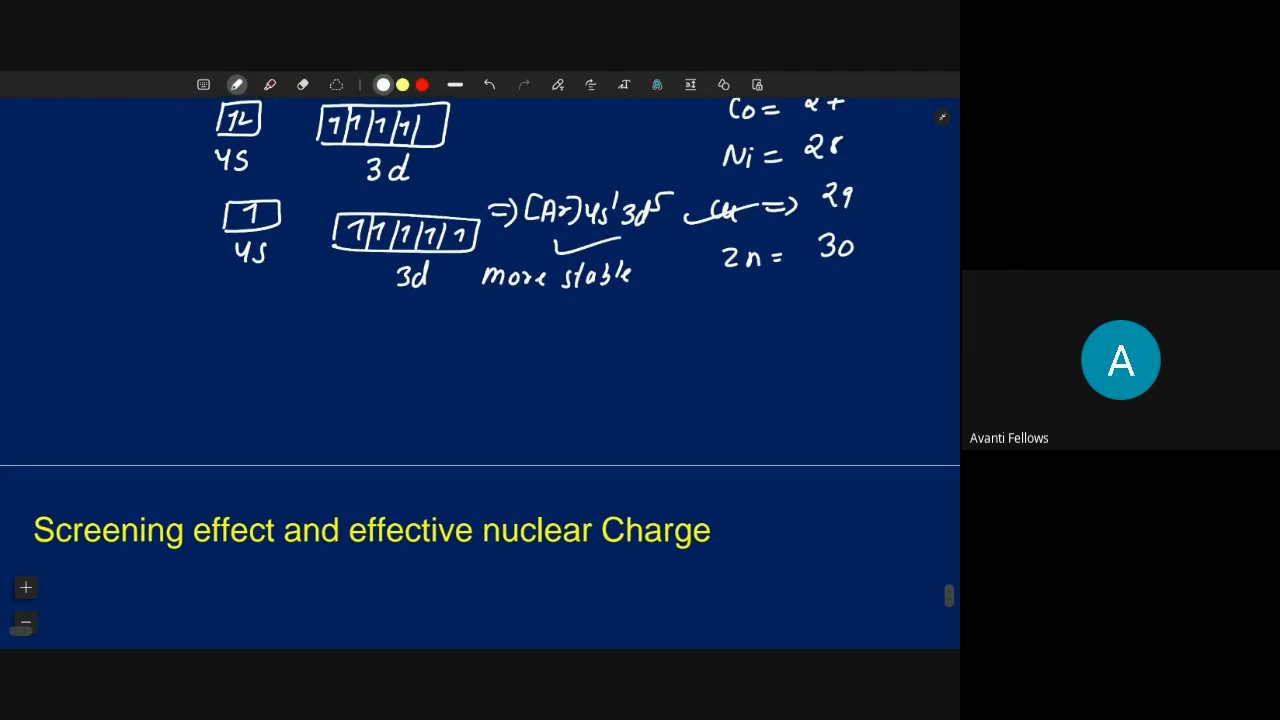 Co = 27
4s 3d
Ni = 28
=> [Ar] 4s¹ 3d⁵
Cu => 29
4s 3d
more stable
Zn = 30
Screening effect and effective nuclear Charge
A
Avanti Fellows